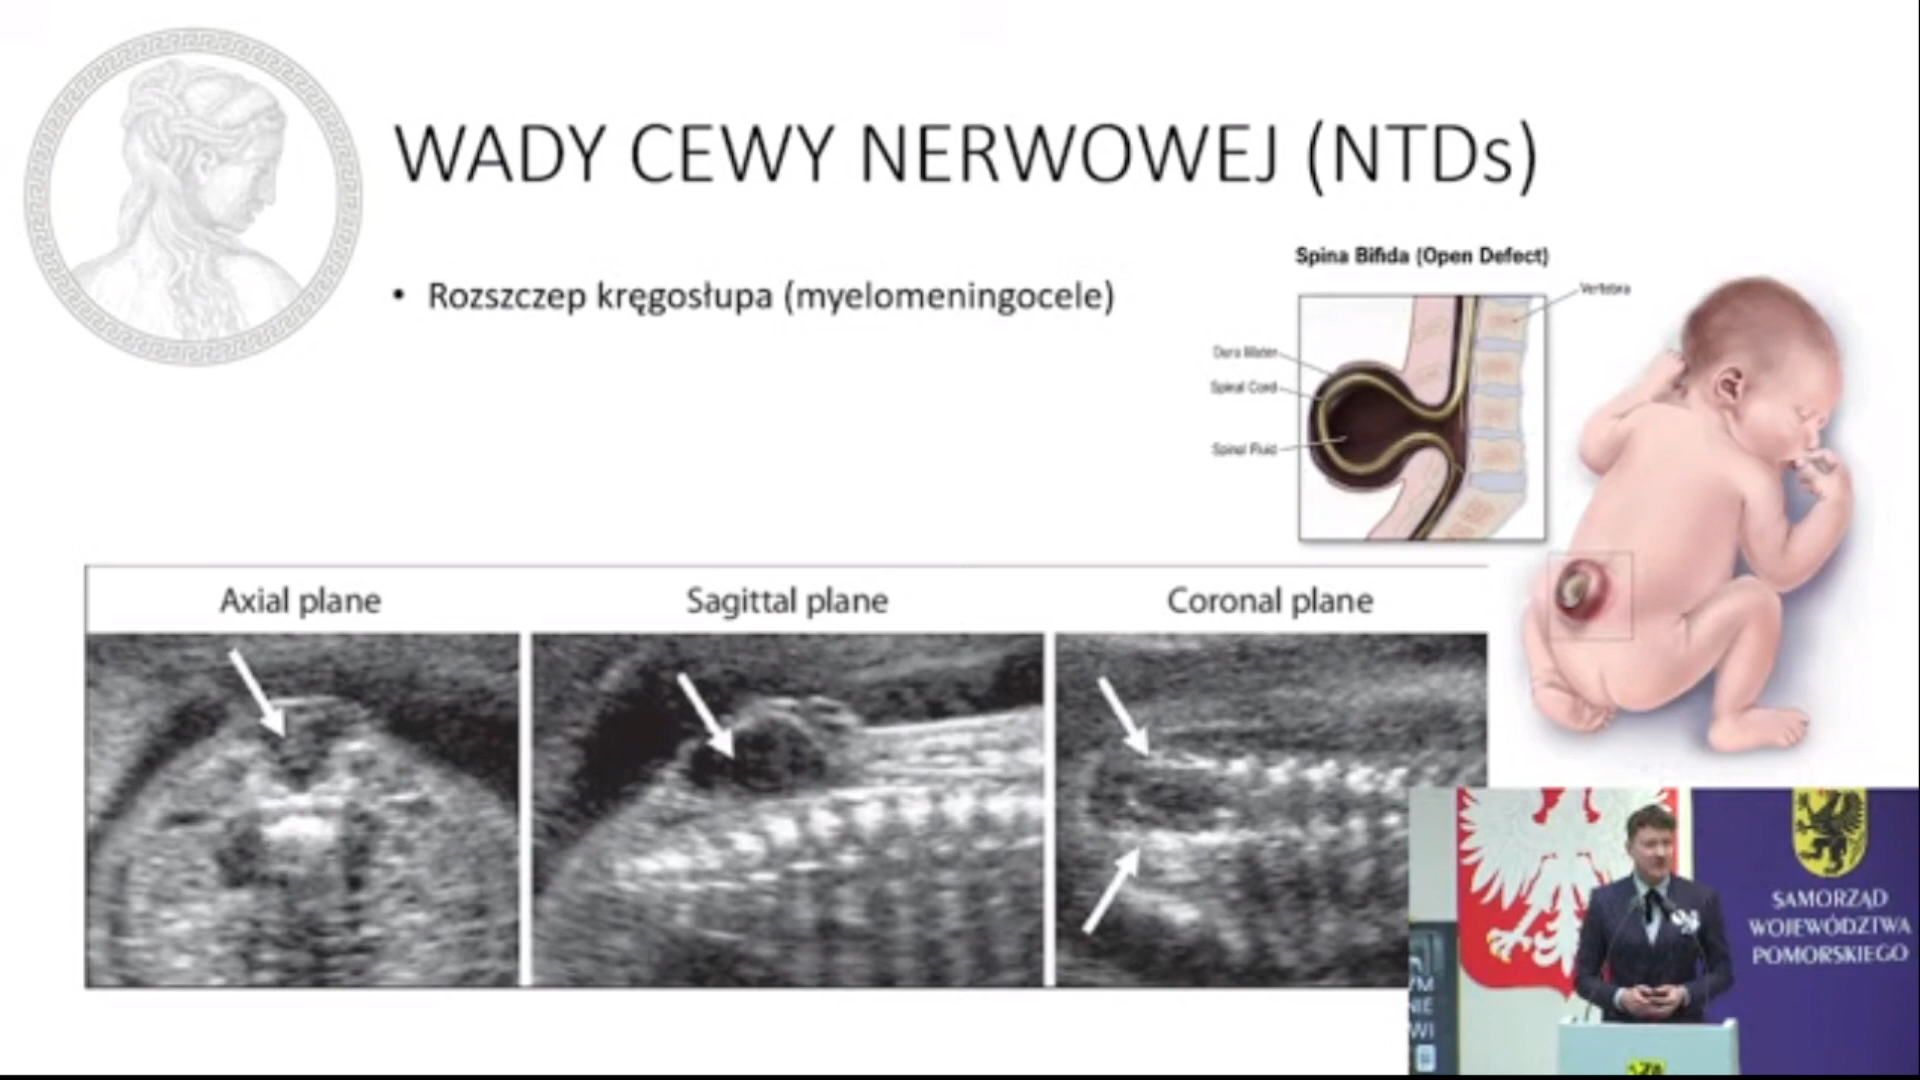 WADY CEWY NERWOWEJ (NTDs)
• Rozszczep kręgosłupa (myelomeningocele)
Spina Bifida (Open Defect)
Vertebra
Dura Mater
Spinal Cord
Spinal Fluid
Axial plane
Sagittal plane
Coronal plane
SAMORZĄD
WOJEWÓDZTWA
POMORSKIEGO